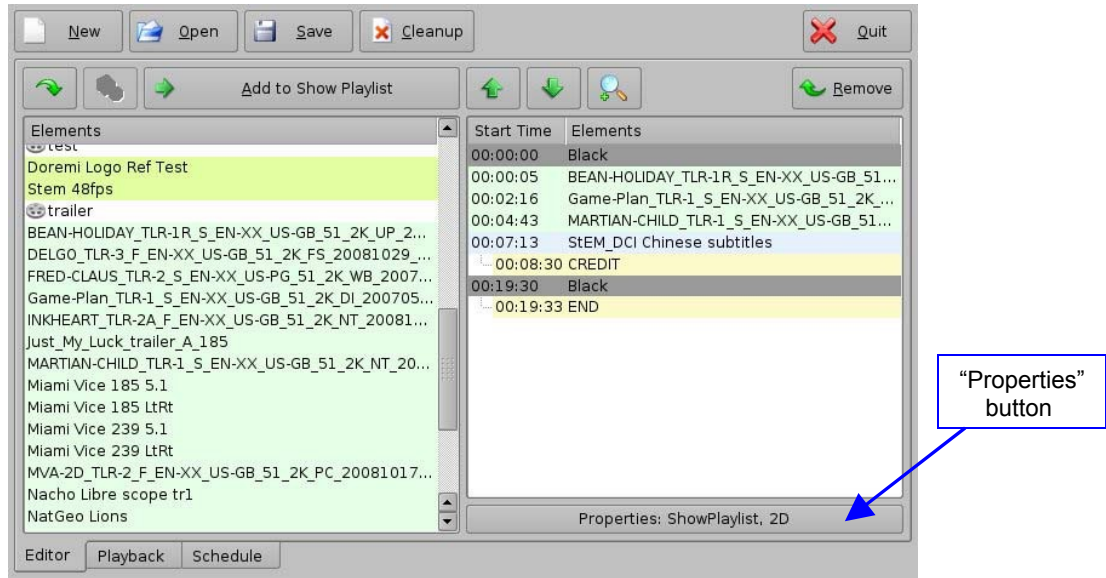 New Open Save Cleanup Quit
Add to Show Playlist Remove
Elements
test
Doremi Logo Ref Test
Stem 48fps
trailer
BEAN-HOLIDAY_TLR-1R_S_EN-XX_US-GB_51_2K_UP_2...
DELGO_TLR-3_F_EN-XX_US-GB_51_2K_FS_20081029_...
FRED-CLAUS_TLR-2_S_EN-XX_US-PG_51_2K_WB_2007...
Game-Plan_TLR-1_S_EN-XX_US-GB_51_2K_DI_200705...
INKHEART_TLR-2A_F_EN-XX_US-GB_51_2K_NT_20081...
Just_My_Luck_trailer_A_185
MARTIAN-CHILD_TLR-1_S_EN-XX_US-GB_51_2K_NT_20...
Miami Vice 185 5.1
Miami Vice 185 LtRt
Miami Vice 239 5.1
Miami Vice 239 LtRt
MVA-2D_TLR-2_F_EN-XX_US-GB_51_2K_PC_20081017...
Nacho Libre scope tr1
NatGeo Lions
Start Time Elements
00:00:00 Black
00:00:05 BEAN-HOLIDAY_TLR-1R_S_EN-XX_US-GB_51...
00:02:16 Game-Plan_TLR-1_S_EN-XX_US-GB_51_2K_...
00:04:43 MARTIAN-CHILD_TLR-1_S_EN-XX_US-GB_51...
00:07:13 StEM_DCI Chinese subtitles
00:08:30 CREDIT
00:19:30 Black
00:19:33 END
Properties: ShowPlaylist, 2D
Editor Playback Schedule
“Properties”
button